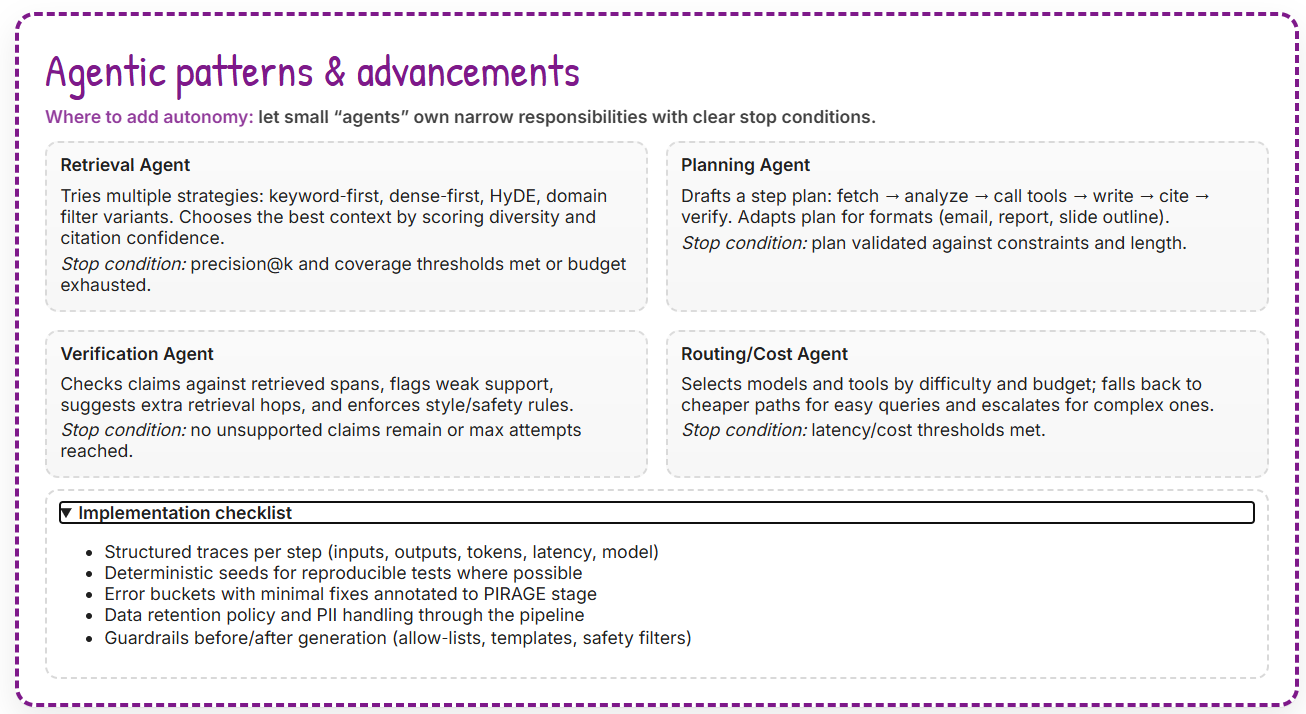 Agentic patterns & advancements
Where to add autonomy: let small “agents” own narrow responsibilities with clear stop conditions.
Retrieval Agent
Tries multiple strategies: keyword-first, dense-first, HyDE, domain
filter variants. Chooses the best context by scoring diversity and
citation confidence.
Stop condition: precision@k and coverage thresholds met or budget
exhausted.
Planning Agent
Drafts a step plan: fetch → analyze → call tools → write → cite →
verify. Adapts plan for formats (email, report, slide outline).
Stop condition: plan validated against constraints and length.
Verification Agent
Checks claims against retrieved spans, flags weak support,
suggests extra retrieval hops, and enforces style/safety rules.
Stop condition: no unsupported claims remain or max attempts
reached.
Routing/Cost Agent
Selects models and tools by difficulty and budget; falls back to
cheaper paths for easy queries and escalates for complex ones.
Stop condition: latency/cost thresholds met.
▼ Implementation checklist
• Structured traces per step (inputs, outputs, tokens, latency, model)
• Deterministic seeds for reproducible tests where possible
• Error buckets with minimal fixes annotated to PIRAGE stage
• Data retention policy and PII handling through the pipeline
• Guardrails before/after generation (allow-lists, templates, safety filters)